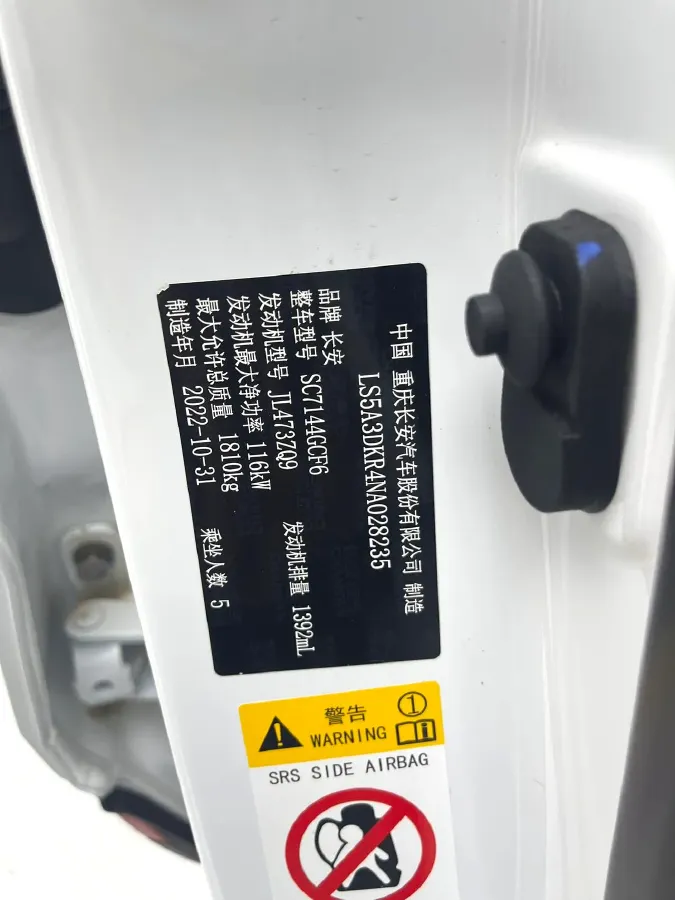 中国 重庆长安汽车股份有限公司 制造
LS5A3DKR4NA028235
品牌 长安
整车型号 SC7144GCF6 发动机排量 1392mL
发动机型号 JL473ZQ9
发动机最大净功率 116kW
最大允许总质量 1810kg 乘坐人数 5
制造年月 2022-10-31
警告
WARNING
SRS SIDE AIRBAG